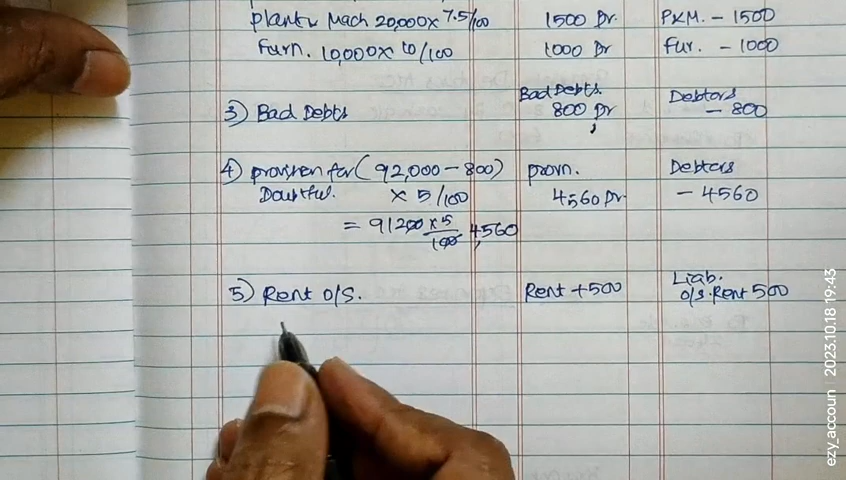 plant & Mach 20,000 × 7.5/100 1500 Dr. P&M. - 1500
Furn. 10,000 × 10/100 1000 Dr Fur. - 1000
3) Bad Debts Bad Debts. 800 Dr Debtors - 800
4) provision for (92,000 - 800) provn. Debtors
Doubtful. × 5/100 4,560 Dr. - 4560
= 91200 × 5/100 4,560
5) Rent O/S. Rent + 500 Liab. O/S. Rent 500
ezy_accoun | 2023.10.18 19:43